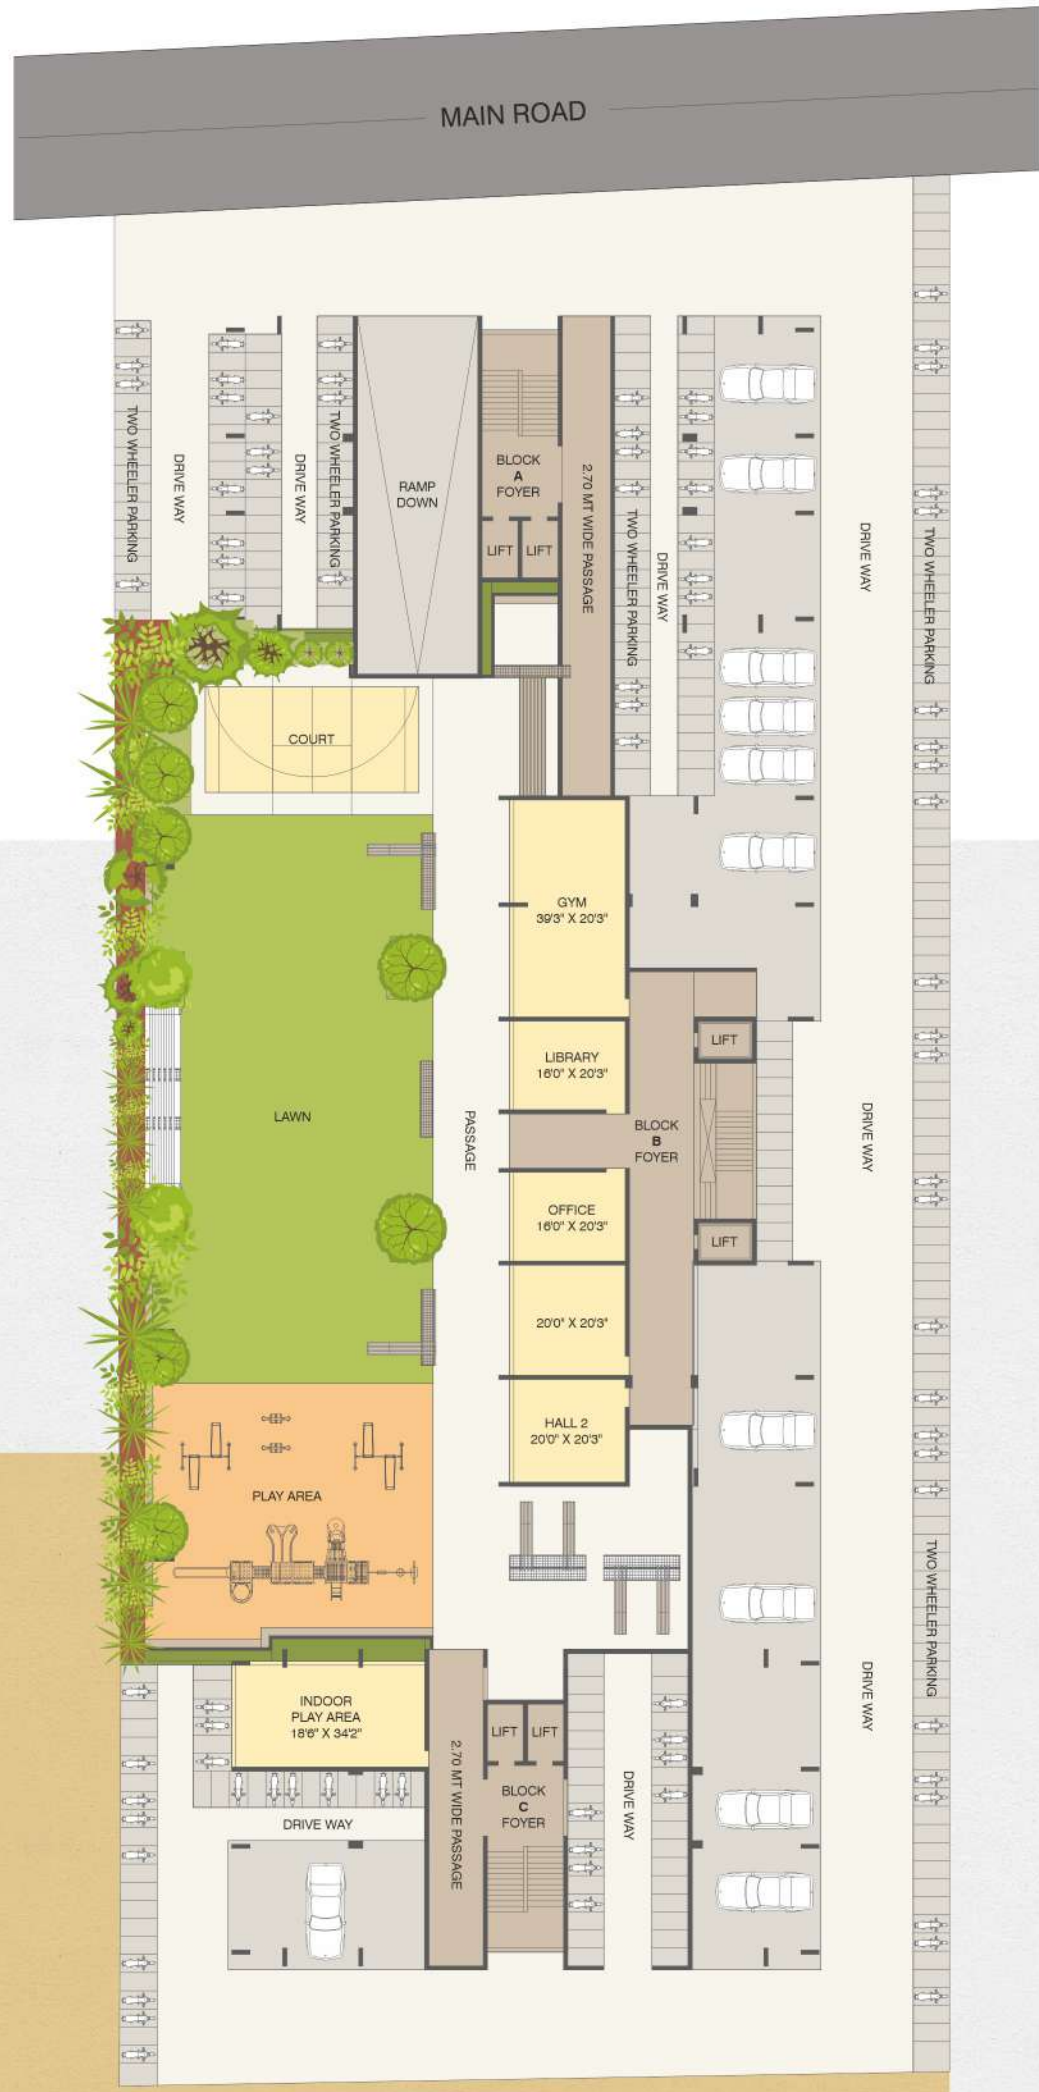 MAIN ROAD
TWO WHEELER PARKING
DRIVE WAY
DRIVE WAY
TWO WHEELER PARKING
RAMP
DOWN
BLOCK
A
FOYER
LIFT
LIFT
2.70 MT WIDE PASSAGE
TWO WHEELER PARKING
DRIVE WAY
DRIVE WAY
TWO WHEELER PARKING
COURT
GYM
39'3" X 20'3"
LIBRARY
16'0" X 20'3"
LIFT
LAWN
PASSAGE
BLOCK
B
FOYER
DRIVE WAY
OFFICE
16'0" X 20'3"
LIFT
20'0" X 20'3"
HALL 2
20'0" X 20'3"
PLAY AREA
TWO WHEELER PARKING
DRIVE WAY
INDOOR
PLAY AREA
18'6" X 34'2"
LIFT
LIFT
2.70 MT WIDE PASSAGE
BLOCK
C
FOYER
DRIVE WAY
DRIVE WAY